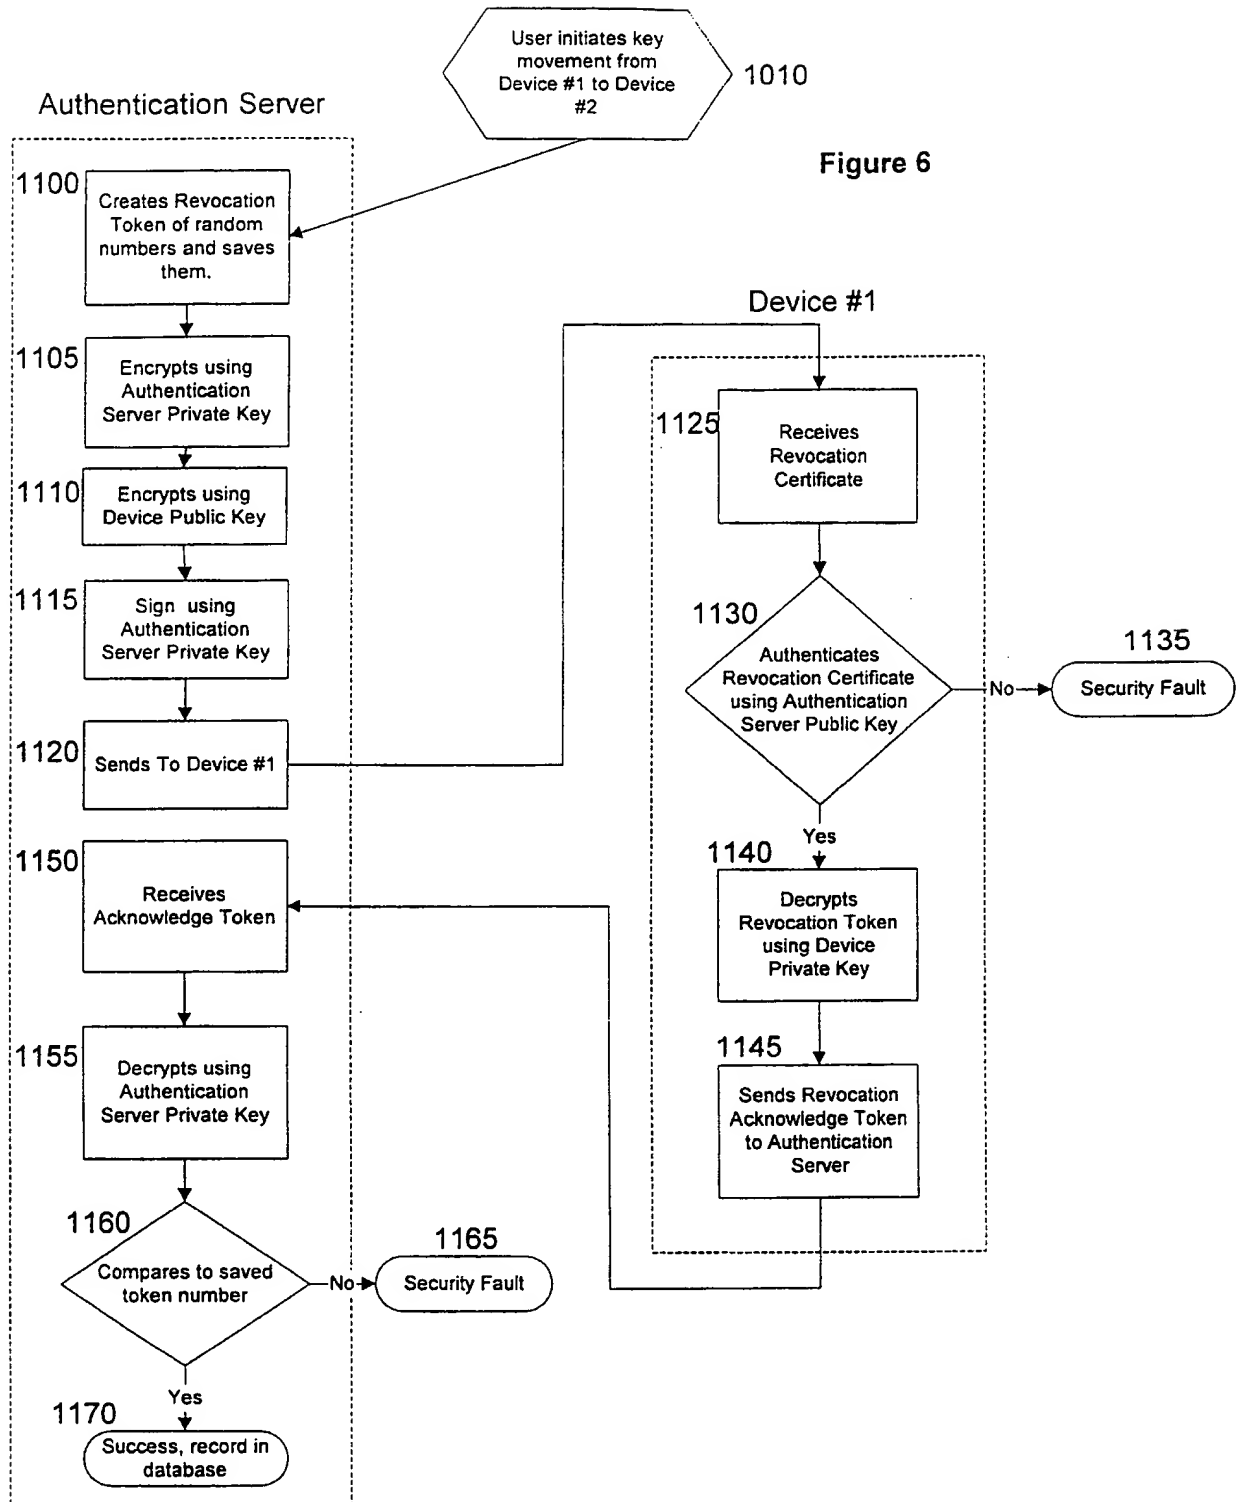 User initiates key
movement from
Device #1 to Device
#2
1010
Authentication Server
Figure 6
1100
Creates Revocation
Token of random
numbers and saves
them.
1105
Encrypts using
Authentication
Server Private Key
1110
Encrypts using
Device Public Key
1115
Sign using
Authentication
Server Private Key
1120
Sends To Device #1
Device #1
1125
Receives
Revocation
Certificate
1130
Authenticates
Revocation Certificate
using Authentication
Server Public Key
No
1135
Security Fault
Yes
1140
Decrypts
Revocation Token
using Device
Private Key
1145
Sends Revocation
Acknowledge Token
to Authentication
Server
1150
Receives
Acknowledge Token
1155
Decrypts using
Authentication
Server Private Key
1160
Compares to saved
token number
No
1165
Security Fault
Yes
1170
Success, record in
database